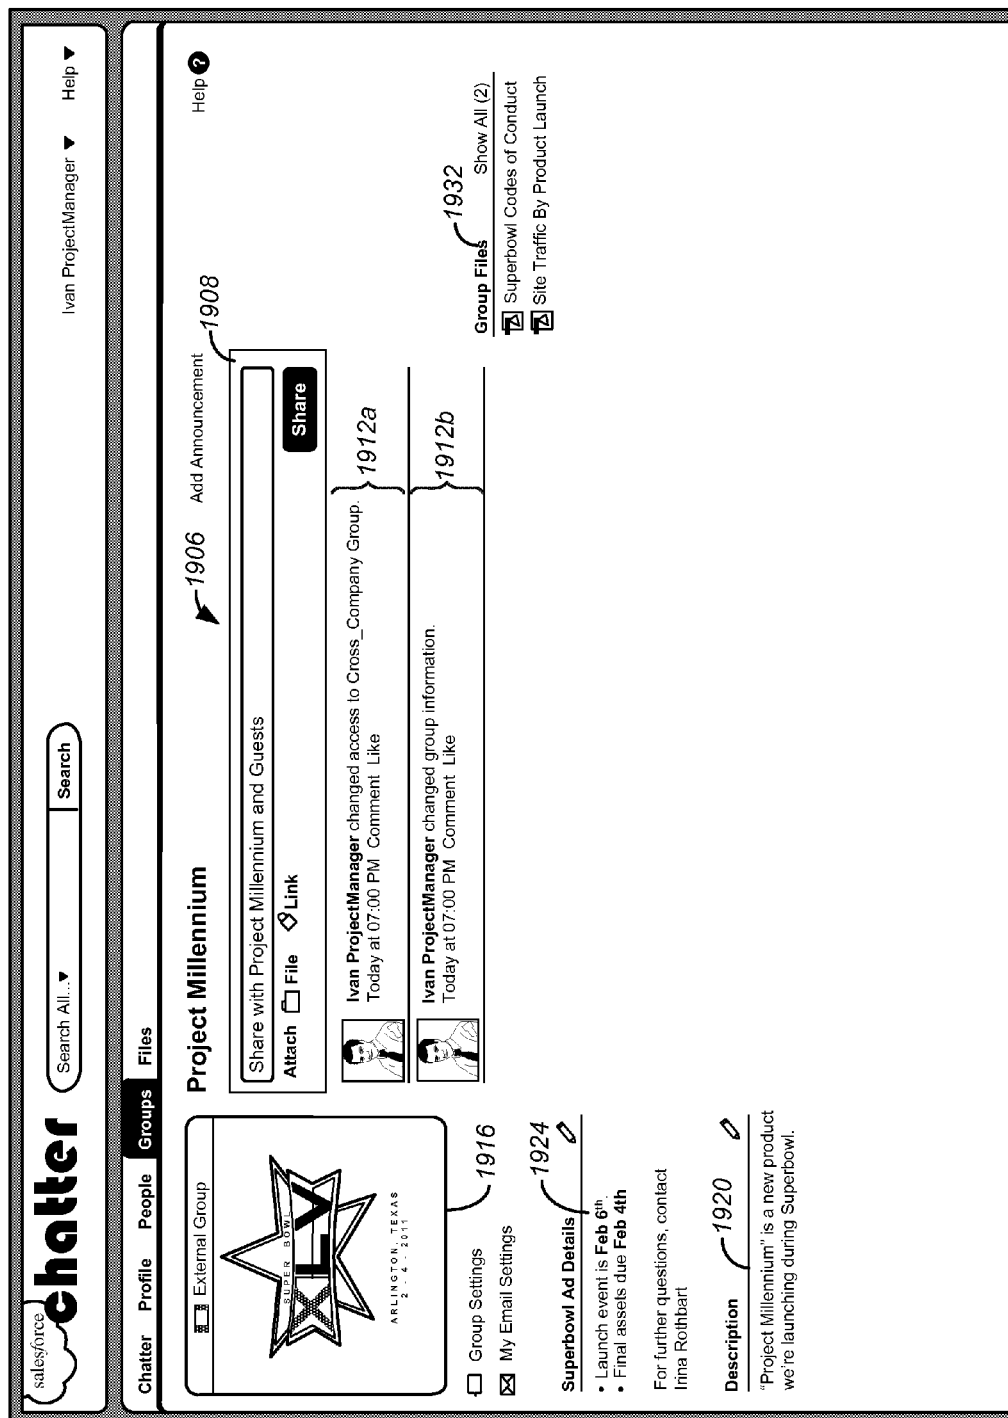 salesforce
chatter
Search All...
Search
Ivan ProjectManager
Help
Chatter Profile People Groups Files
External Group
SUPER BOWL
XLV
ARLINGTON, TEXAS
2 - 4 - 2011
1916
Group Settings
My Email Settings
1924
Superbowl Ad Details
• Launch event is Feb 6th.
• Final assets due Feb 4th
For further questions, contact
Irina Rothbart
1920
Description
“Project Millennium” is a new product
we're launching during Superbowl.
Project Millennium
1906
Add Announcement
Help ?
1908
Share with Project Millennium and Guests
Attach File Link
Share
Ivan ProjectManager changed access to Cross_Company Group.
Today at 07:00 PM Comment Like
1912a
Ivan ProjectManager changed group information.
Today at 07:00 PM Comment Like
1912b
1932
Group Files Show All (2)
Superbowl Codes of Conduct
Site Traffic By Product Launch